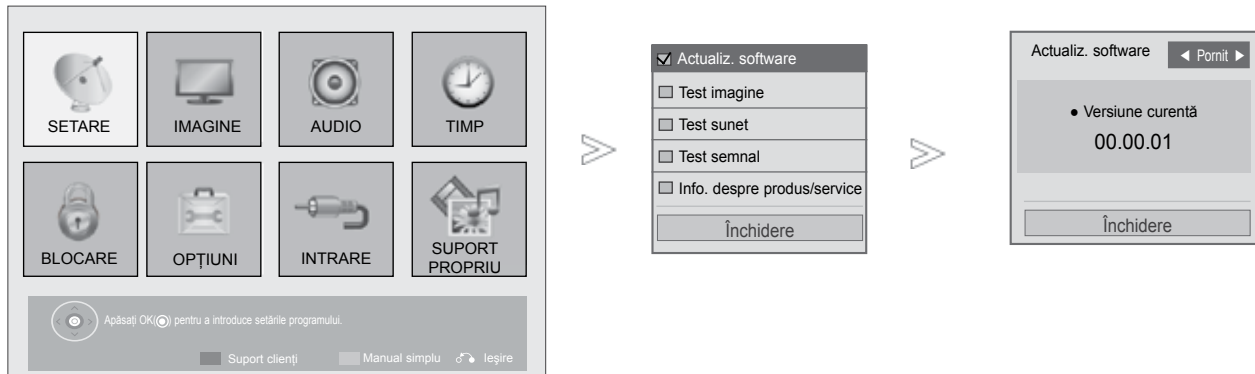 SETARE
IMAGINE
AUDIO
TIMP
BLOCARE
OPȚIUNI
INTRARE
SUPORT
PROPRIU
Apăsați OK(◉) pentru a introduce setările programului.
Suport clienți
Manual simplu
Ieşire
Actualiz. software
Test imagine
Test sunet
Test semnal
Info. despre produs/service
Închidere
Actualiz. software
◀ Pornit ▶
● Versiune curentă
00.00.01
Închidere